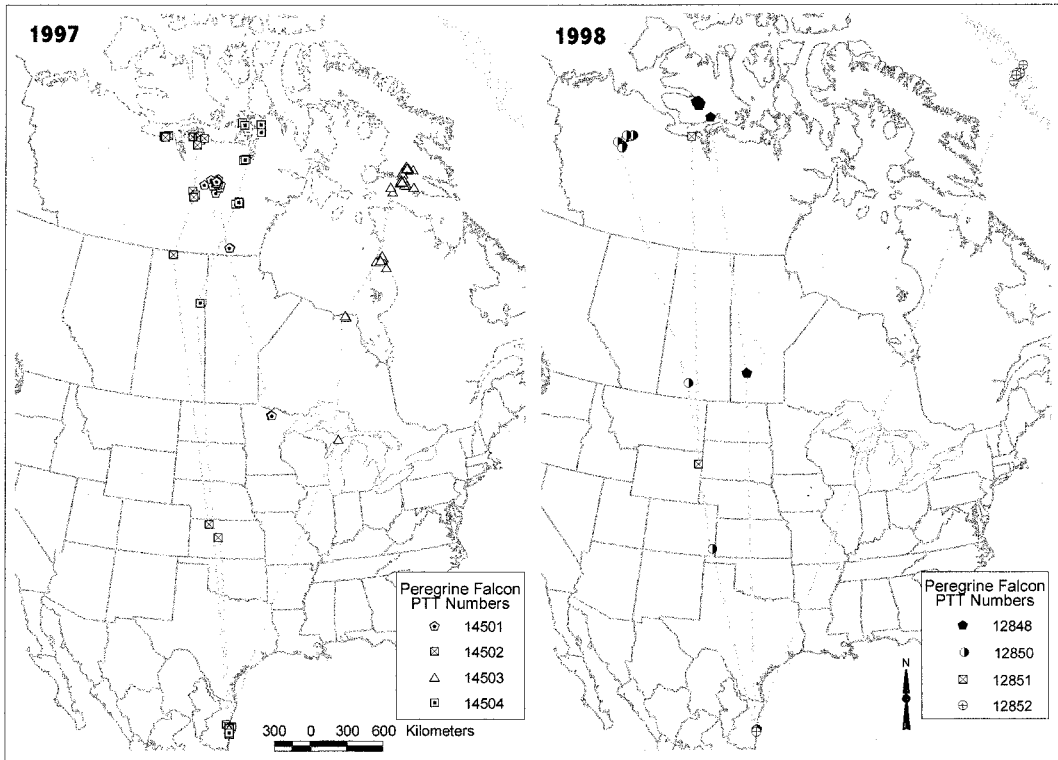 1997
Peregrine Falcon
PTT Numbers
14501
14502
14503
14504
300 0 300 600 Kilometers
1998
Peregrine Falcon
PTT Numbers
12848
12850
12851
12852
N